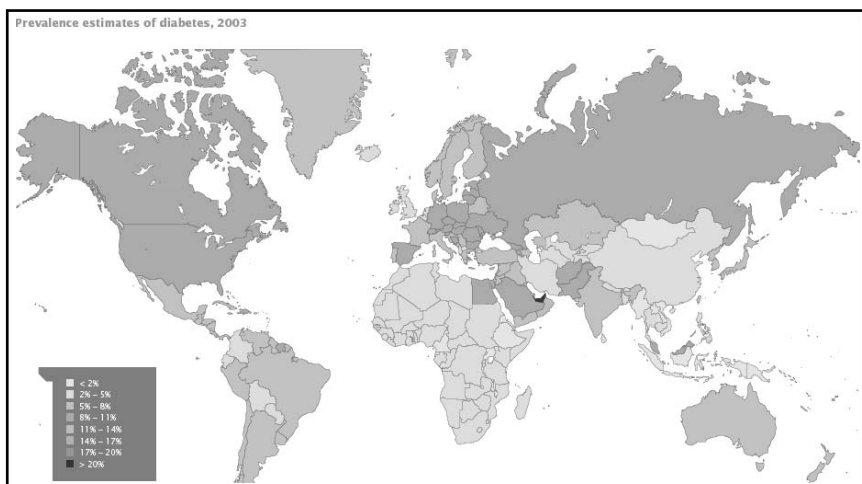 Prevalence estimates of diabetes, 2003
< 2%
2% – 5%
5% – 8%
8% – 11%
11% – 14%
14% – 17%
17% – 20%
> 20%